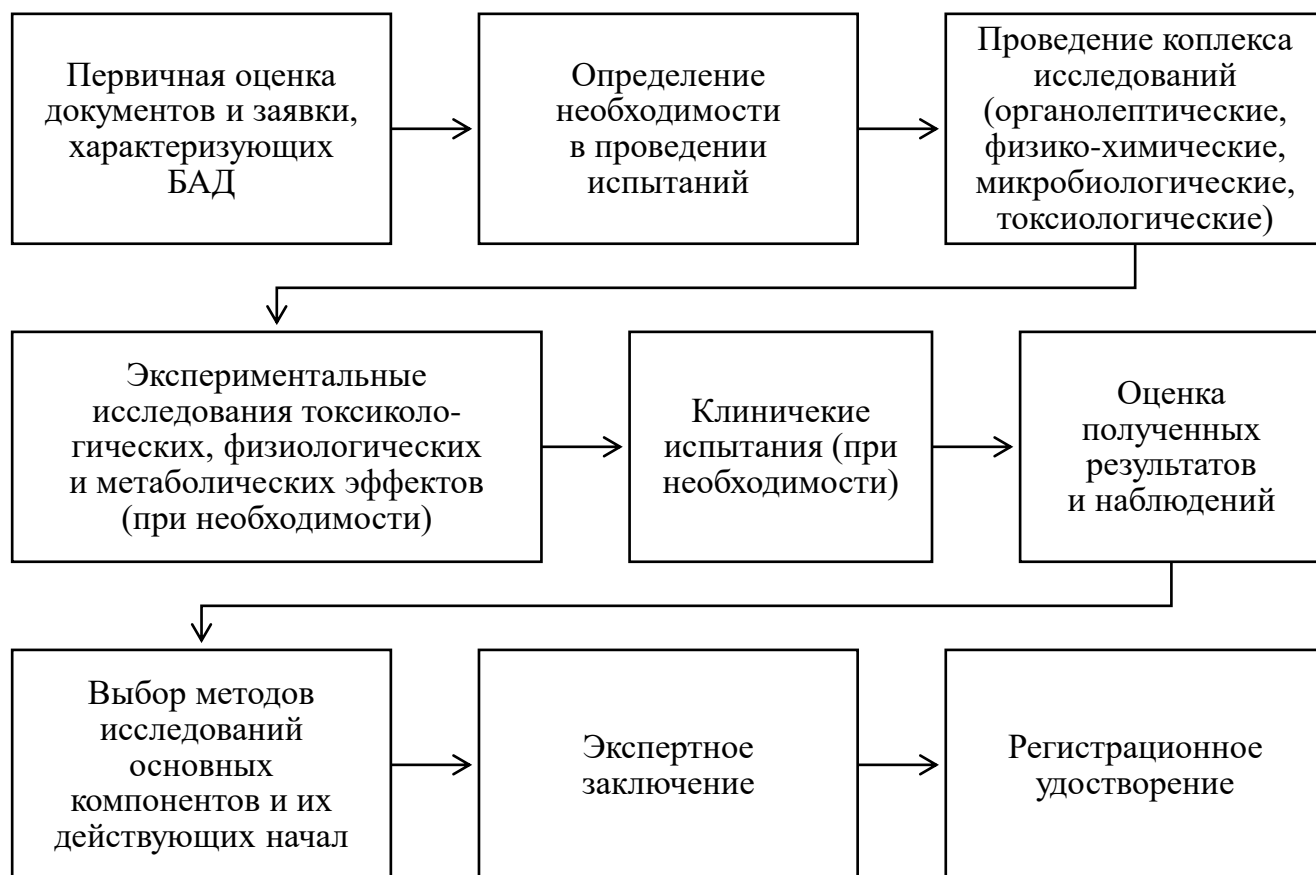 Первичная оценка
документов и заявки,
характеризующих
БАД
Определение
необходимости
в проведении
испытаний
Проведение коплекса
исследований
(органолептические,
физико-химические,
микробиологические,
токсиологические)
Экспериментальные
исследования токсиколо-
гических, физиологических
и метаболических эффектов
(при необходимости)
Клиничекие
испытания (при
необходимости)
Оценка
полученных
результатов
и наблюдений
Выбор методов
исследований
основных
компонентов и их
действующих начал
Экспертное
заключение
Регистрационное
удостворение